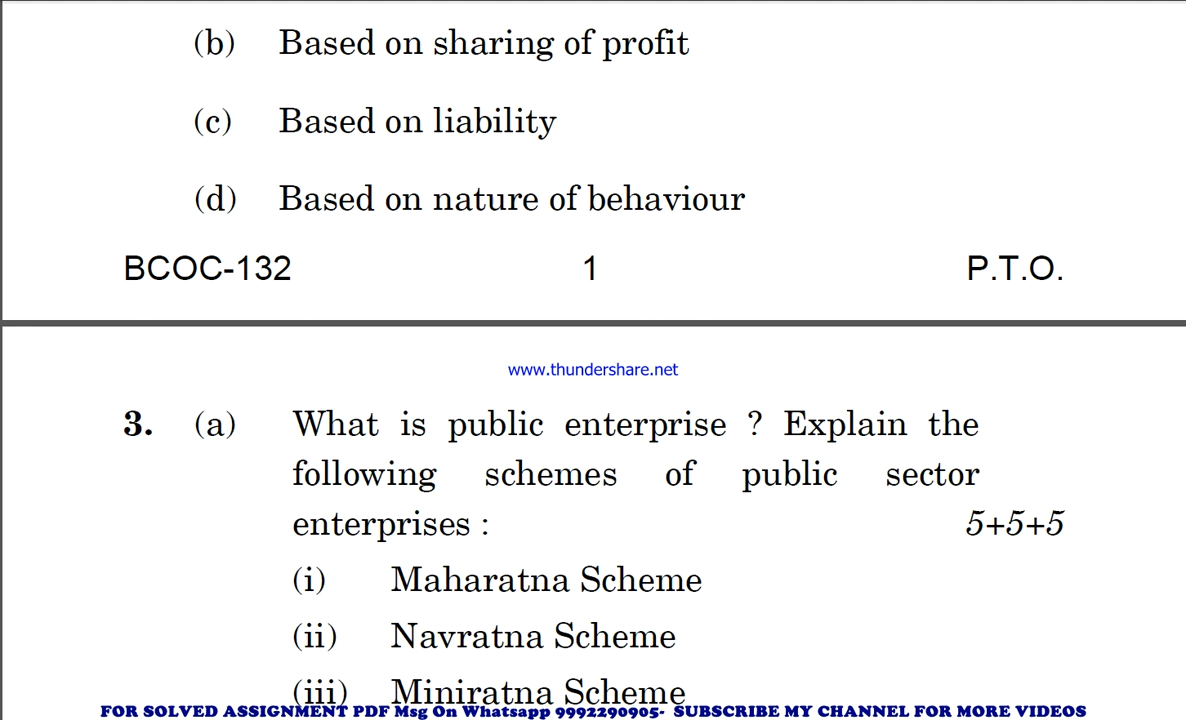 (b) Based on sharing of profit
(c) Based on liability
(d) Based on nature of behaviour
BCOC-132 1 P.T.O.
www.thundershare.net
3. (a) What is public enterprise ? Explain the
following schemes of public sector
enterprises : 5+5+5
(i) Maharatna Scheme
(ii) Navratna Scheme
(iii) Miniratna Scheme
FOR SOLVED ASSIGNMENT PDF Msg On Whatsapp 9992290905- SUBSCRIBE MY CHANNEL FOR MORE VIDEOS